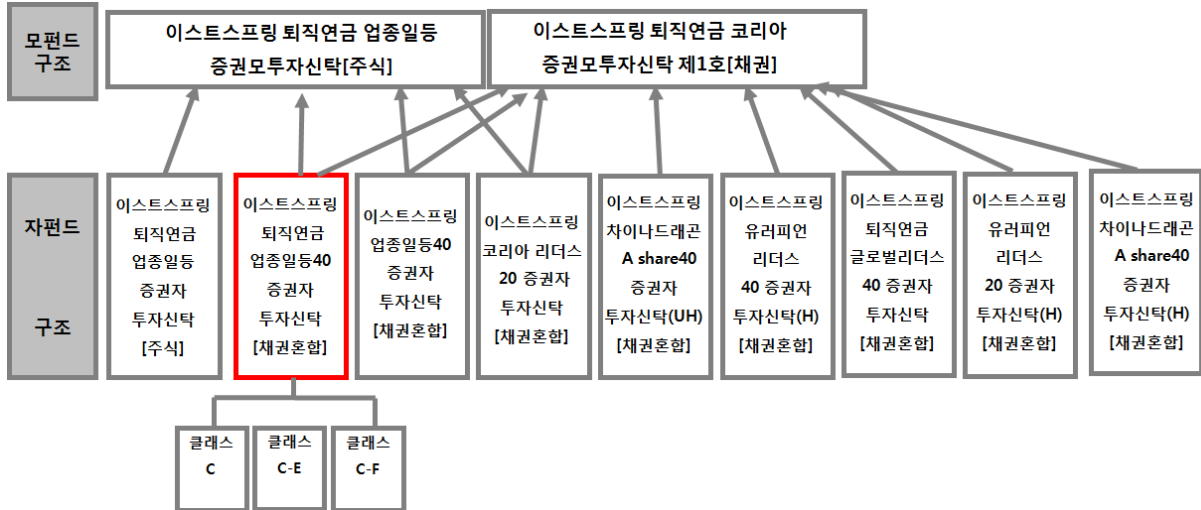 모펀드
구조
이스트스프링 퇴직연금 업종일등
증권모투자신탁[주식]
이스트스프링 퇴직연금 코리아
증권모투자신탁 제1호[채권]
자펀드
구조
이스트스프링
퇴직연금
업종일등
증권자
투자신탁
[주식]
이스트스프링
퇴직연금
업종일등40
증권자
투자신탁
[채권혼합]
이스트스프링
업종일등40
증권자
투자신탁
[채권혼합]
이스트스프링
코리아 리더스
20 증권자
투자신탁
[채권혼합]
이스트스프링
차이나드래곤
A share40
증권자
투자신탁(UH)
[채권혼합]
이스트스프링
유러피언
리더스
40 증권자
투자신탁(H)
[채권혼합]
이스트스프링
퇴직연금
글로벌리더스
40 증권자
투자신탁
[채권혼합]
이스트스프링
유러피언
리더스
20 증권자
투자신탁(H)
[채권혼합]
이스트스프링
차이나드래곤
A share40
증권자
투자신탁(H)
[채권혼합]
클래스
C
클래스
C-E
클래스
C-F